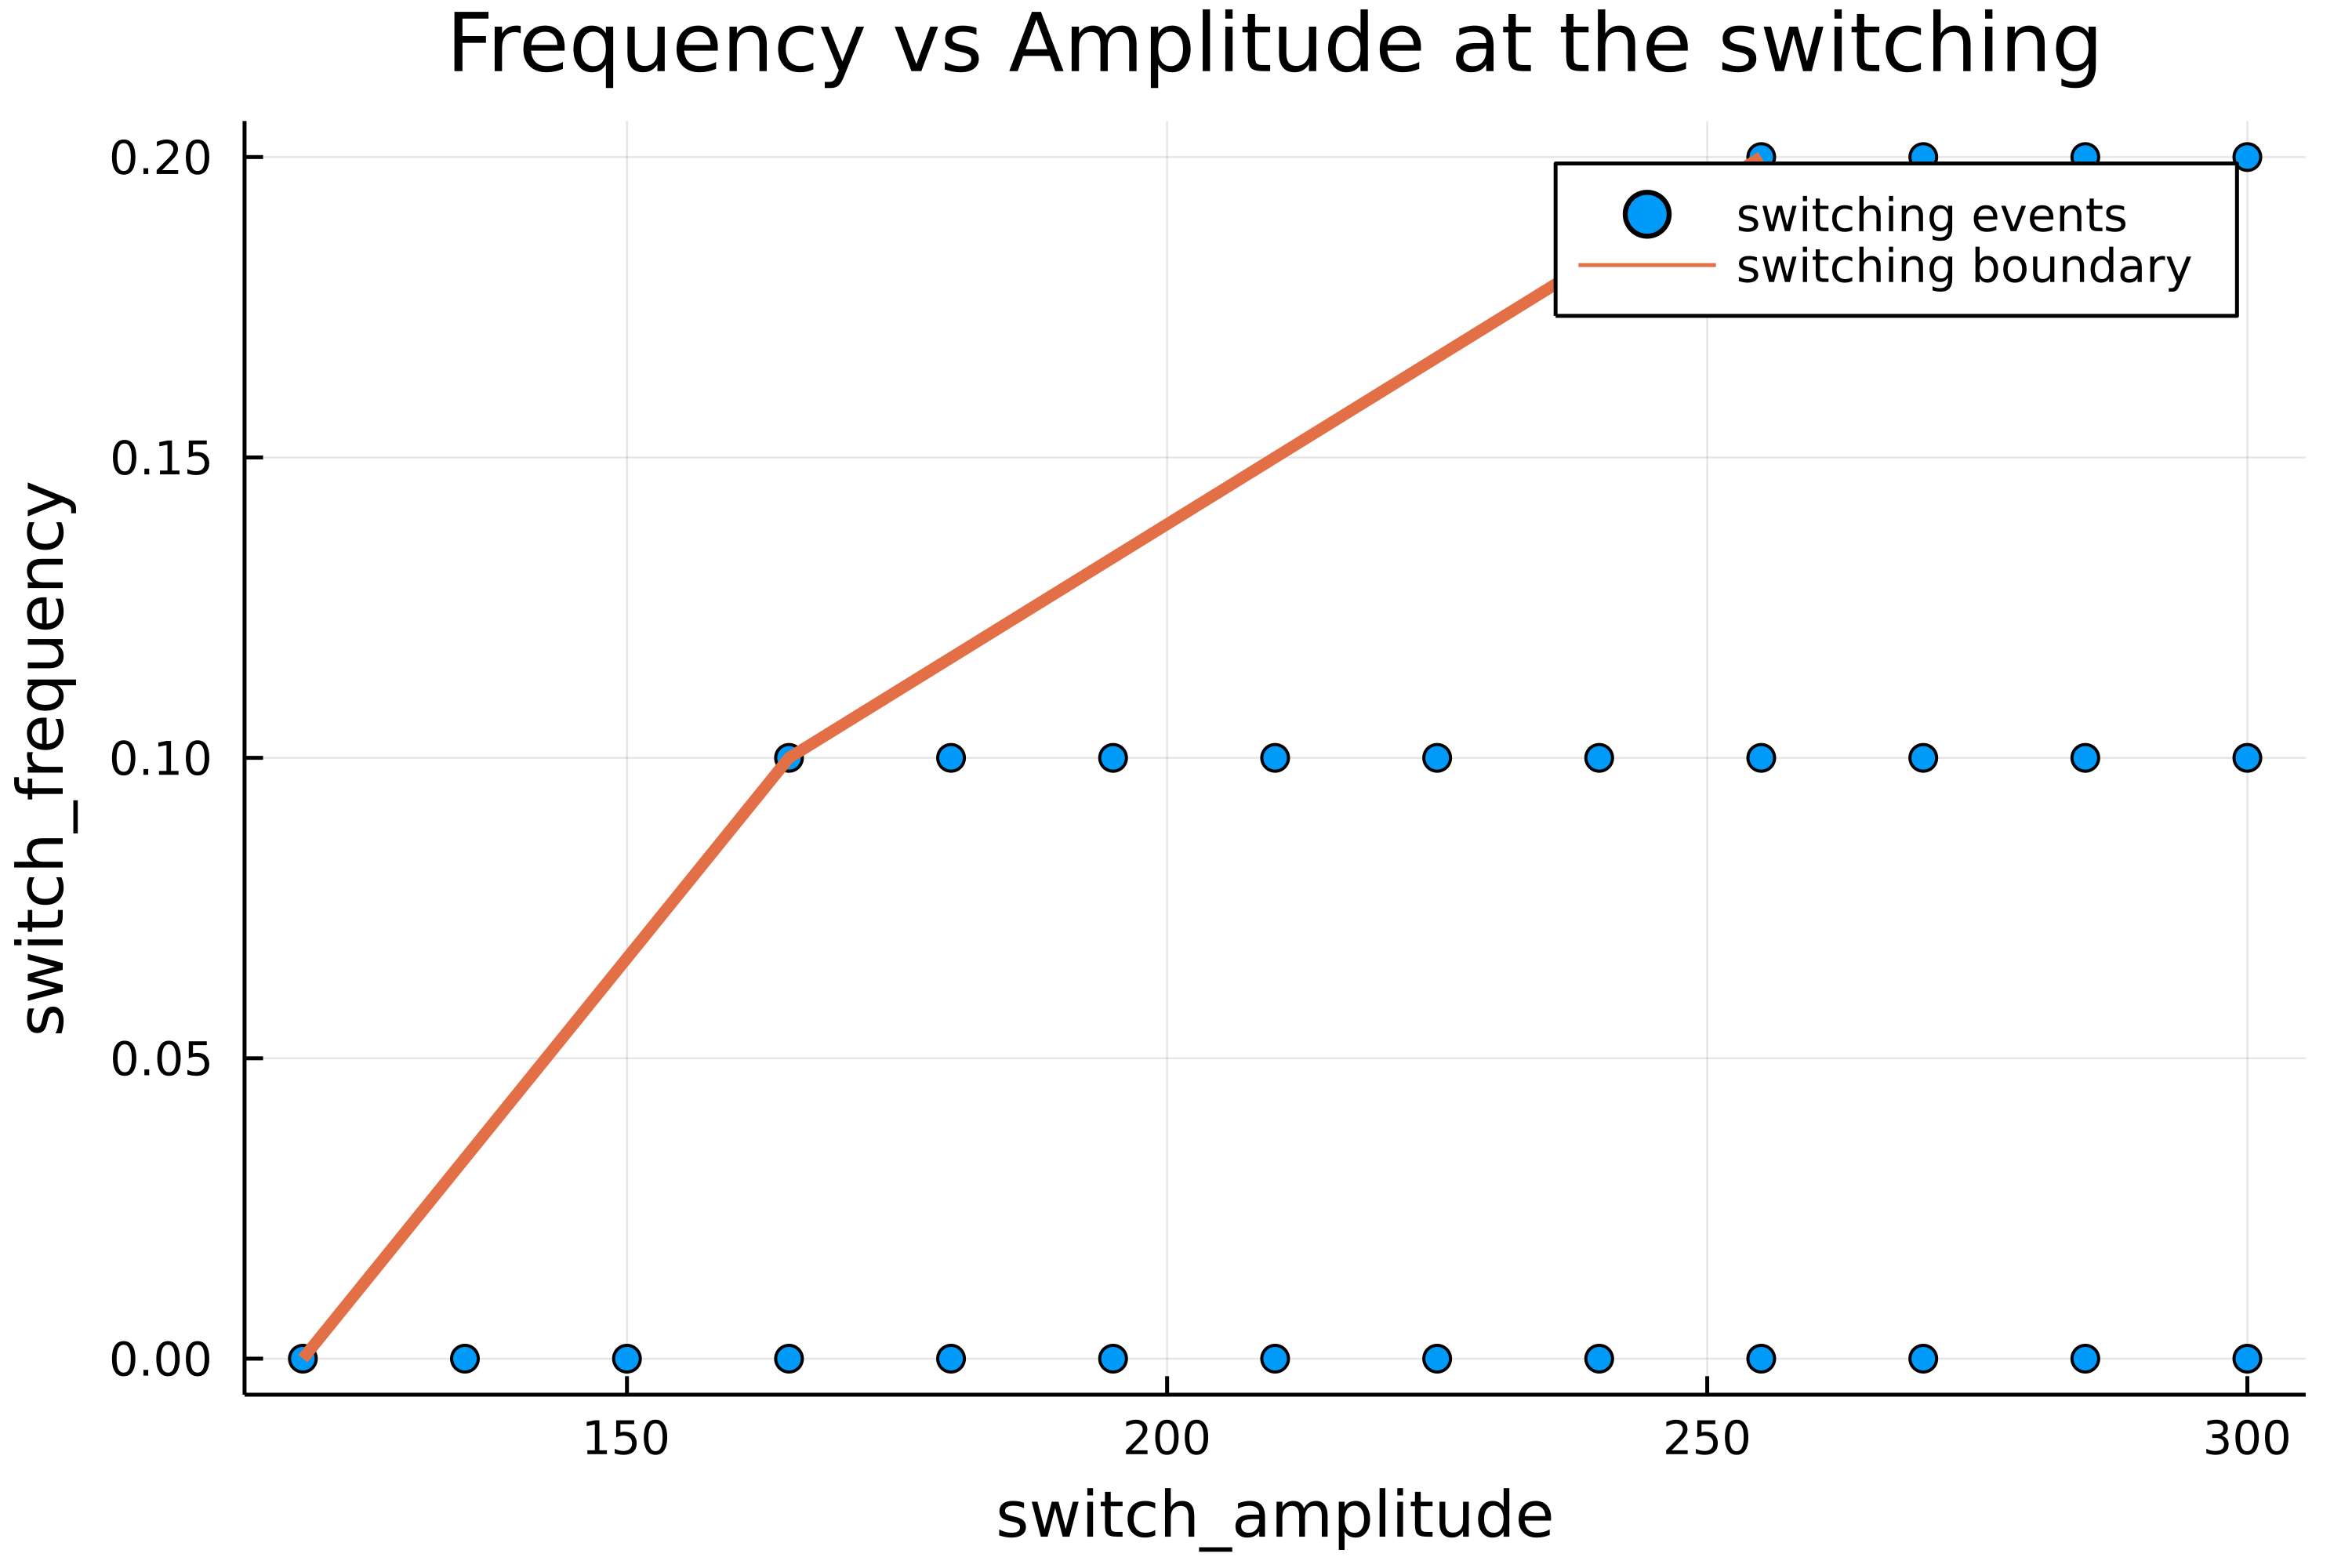 Frequency vs Amplitude at the switching
0.20
switching events
switching boundary
0.15
switch_frequency
0.10
0.05
0.00
150
200
250
300
switch_amplitude